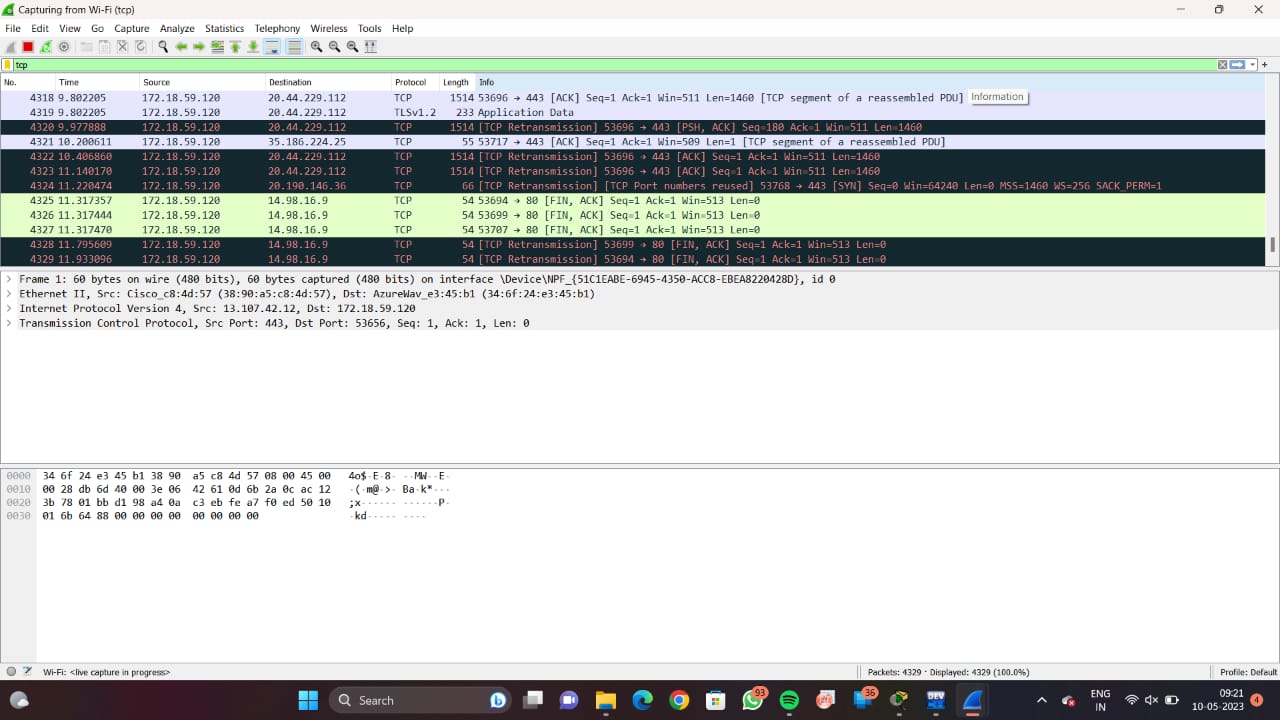 Capturing from Wi-Fi (tcp)
File Edit View Go Capture Analyze Statistics Telephony Wireless Tools Help
tcp
No. Time Source Destination Protocol Length Info
4318 9.802205 172.18.59.120 20.44.229.112 TCP 1514 53696 → 443 [ACK] Seq=1 Ack=1 Win=511 Len=1460 [TCP segment of a reassembled PDU]
Information
4319 9.802205 172.18.59.120 20.44.229.112 TLSv1.2 233 Application Data
4320 9.977888 172.18.59.120 20.44.229.112 TCP 1514 [TCP Retransmission] 53696 → 443 [PSH, ACK] Seq=180 Ack=1 Win=511 Len=1460
4321 10.200611 172.18.59.120 35.186.224.25 TCP 55 53717 → 443 [ACK] Seq=1 Ack=1 Win=509 Len=1 [TCP segment of a reassembled PDU]
4322 10.406860 172.18.59.120 20.44.229.112 TCP 1514 [TCP Retransmission] 53696 → 443 [ACK] Seq=1 Ack=1 Win=511 Len=1460
4323 11.140170 172.18.59.120 20.44.229.112 TCP 1514 [TCP Retransmission] 53696 → 443 [ACK] Seq=1 Ack=1 Win=511 Len=1460
4324 11.220474 172.18.59.120 20.190.146.36 TCP 66 [TCP Retransmission] [TCP Port numbers reused] 53768 → 443 [SYN] Seq=0 Win=64240 Len=0 MSS=1460 WS=256 SACK_PERM=1
4325 11.317357 172.18.59.120 14.98.16.9 TCP 54 53694 → 80 [FIN, ACK] Seq=1 Ack=1 Win=513 Len=0
4326 11.317444 172.18.59.120 14.98.16.9 TCP 54 53699 → 80 [FIN, ACK] Seq=1 Ack=1 Win=513 Len=0
4327 11.317470 172.18.59.120 14.98.16.9 TCP 54 53707 → 80 [FIN, ACK] Seq=1 Ack=1 Win=513 Len=0
4328 11.795609 172.18.59.120 14.98.16.9 TCP 54 [TCP Retransmission] 53699 → 80 [FIN, ACK] Seq=1 Ack=1 Win=513 Len=0
4329 11.933096 172.18.59.120 14.98.16.9 TCP 54 [TCP Retransmission] 53694 → 80 [FIN, ACK] Seq=1 Ack=1 Win=513 Len=0
Frame 1: 60 bytes on wire (480 bits), 60 bytes captured (480 bits) on interface \Device\NPF_{51C1EABE-6945-4350-ACC8-EBEA8220428D}, id 0
Ethernet II, Src: Cisco_c8:4d:57 (38:90:a5:c8:4d:57), Dst: AzureWav_e3:45:b1 (34:6f:24:e3:45:b1)
Internet Protocol Version 4, Src: 13.107.42.12, Dst: 172.18.59.120
Transmission Control Protocol, Src Port: 443, Dst Port: 53656, Seq: 1, Ack: 1, Len: 0
0000 34 6f 24 e3 45 b1 38 90 a5 c8 4d 57 08 00 45 00 4o$·E·8· ··MW··E·
0010 00 28 db 6d 40 00 3e 06 42 61 0d 6b 2a 0c ac 12 ·(·m@·>· Ba·k*···
0020 3b 78 01 bb d1 98 a4 0a c3 eb fe a7 f0 ed 50 10 ;x······ ······P·
0030 01 6b 64 88 00 00 00 00 00 00 00 00 ·kd····· ····
Wi-Fi: <live capture in progress> Packets: 4329 · Displayed: 4329 (100.0%) Profile: Default
Search 93 36 DEV ENG IN 09:21 10-05-2023 4